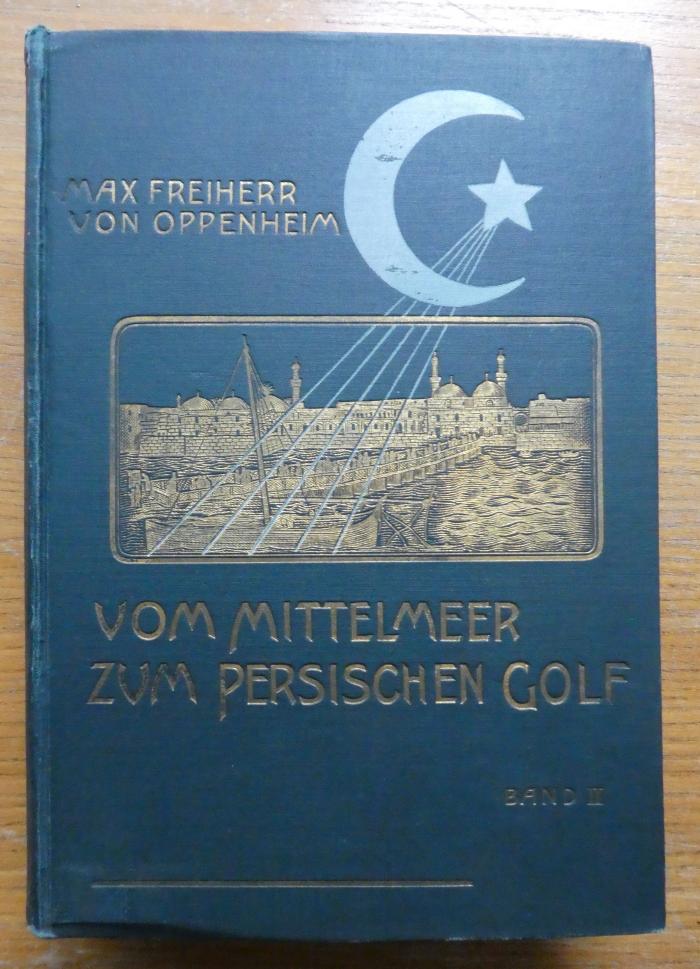 MAX FREIHERR
VON OPPENHEIM
VOM MITTELMEER
ZUM PERSISCHEN GOLF
BAND II